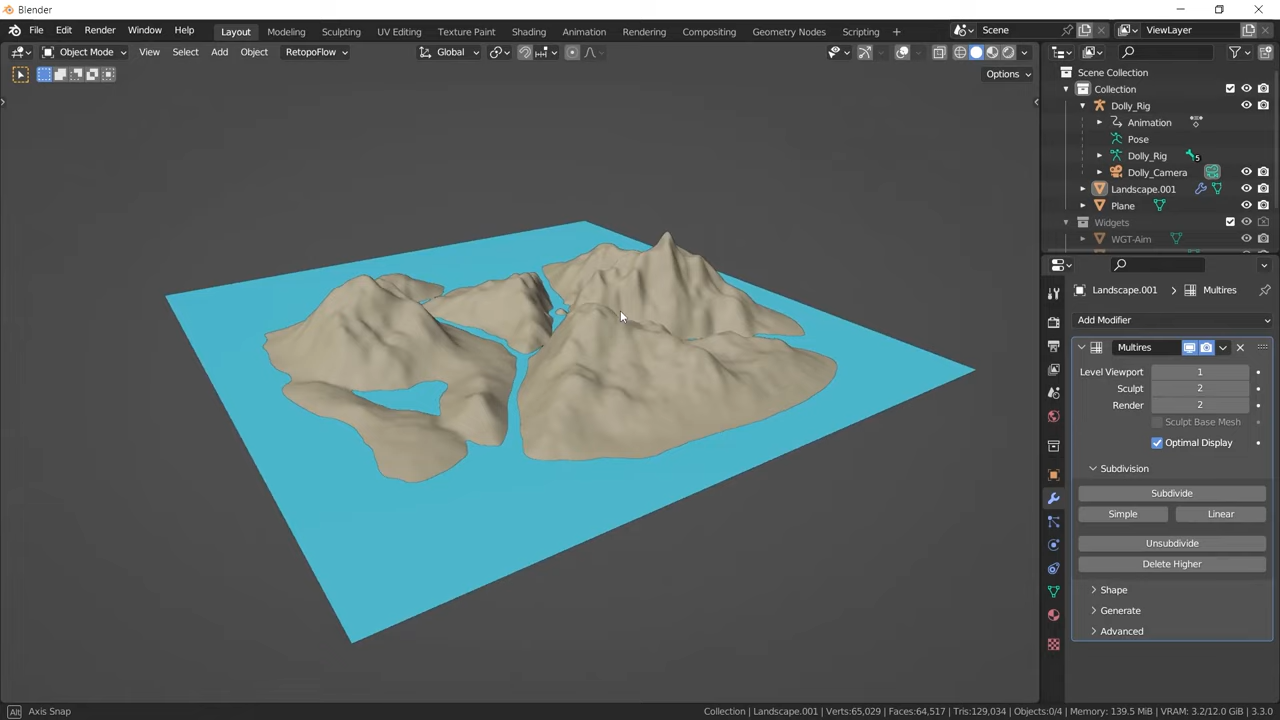 Blender
File Edit Render Window Help Layout Modeling Sculpting UV Editing Texture Paint Shading Animation Rendering Compositing Geometry Nodes Scripting + Scene ViewLayer
Object Mode View Select Add Object RetopoFlow Global
Options
Scene Collection
Collection
Dolly_Rig
Animation
Pose
Dolly_Rig 5
Dolly_Camera
Landscape.001
Plane
Widgets
WGT-Aim
Landscape.001 Multires
Add Modifier
Multires
Level Viewport 1
Sculpt 2
Render 2
Sculpt Base Mesh
Optimal Display
Subdivision
Subdivide
Simple Linear
Unsubdivide
Delete Higher
Shape
Generate
Advanced
Alt Axis Snap Collection | Landscape.001 | Verts:65,029 | Faces:64,517 | Tris:129,034 | Objects:0/4 | Memory: 139.5 MiB | VRAM: 3.2/12.0 GiB | 3.3.0